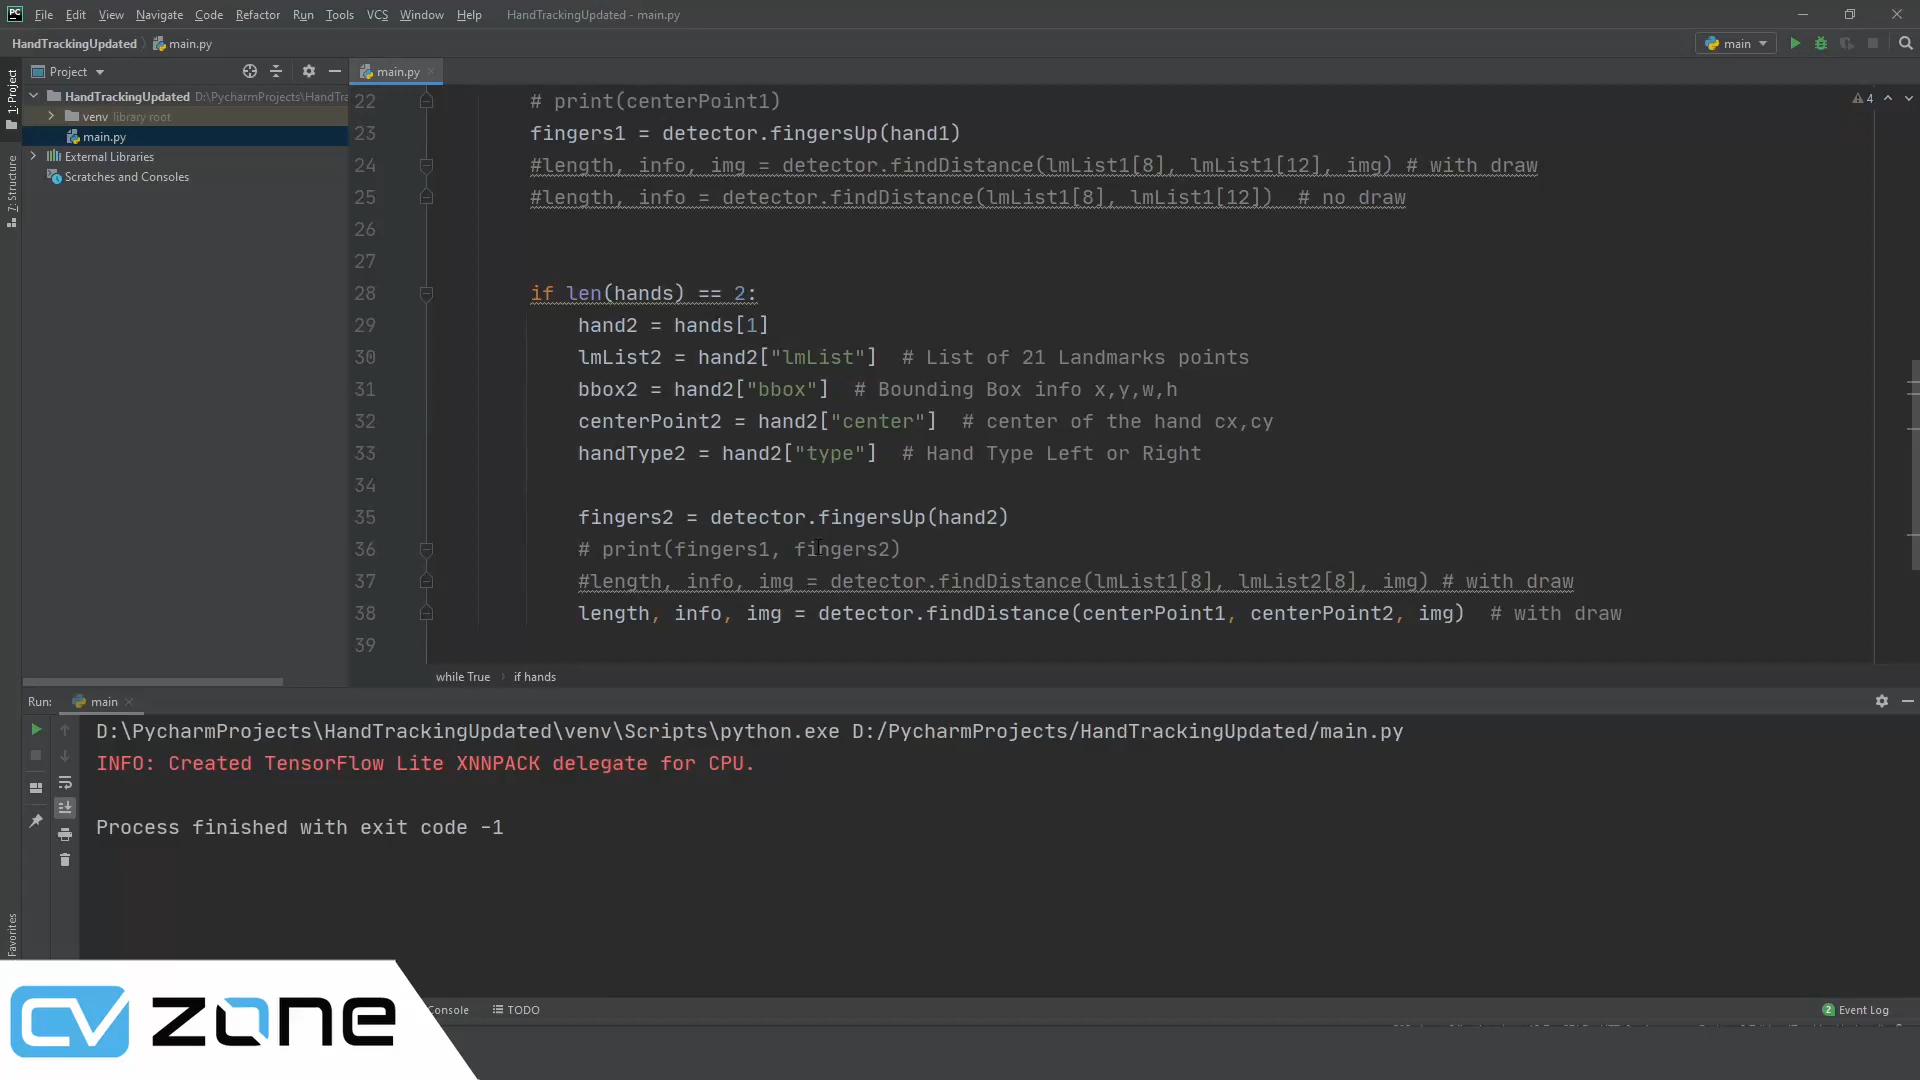 PC File Edit View Navigate Code Refactor Run Tools VCS Window Help HandTrackingUpdated - main.py
HandTrackingUpdated main.py main
Project main.py
1: Project
HandTrackingUpdated D:\PycharmProjects\HandTra
venv library root
main.py
External Libraries
Scratches and Consoles
7: Structure
4
22 # print(centerPoint1)
23 fingers1 = detector.fingersUp(hand1)
24 #length, info, img = detector.findDistance(lmList1[8], lmList1[12], img) # with draw
25 #length, info = detector.findDistance(lmList1[8], lmList1[12]) # no draw
26
27
28 if len(hands) == 2:
29 hand2 = hands[1]
30 lmList2 = hand2["lmList"] # List of 21 Landmarks points
31 bbox2 = hand2["bbox"] # Bounding Box info x,y,w,h
32 centerPoint2 = hand2["center"] # center of the hand cx,cy
33 handType2 = hand2["type"] # Hand Type Left or Right
34
35 fingers2 = detector.fingersUp(hand2)
36 # print(fingers1, fingers2)
37 #length, info, img = detector.findDistance(lmList1[8], lmList2[8], img) # with draw
38 length, info, img = detector.findDistance(centerPoint1, centerPoint2, img) # with draw
39
while True if hands
Run: main
D:\PycharmProjects\HandTrackingUpdated\venv\Scripts\python.exe D:/PycharmProjects/HandTrackingUpdated/main.py
INFO: Created TensorFlow Lite XNNPACK delegate for CPU.
Process finished with exit code -1
Favorites
Console TODO 2 Event Log
CV zone